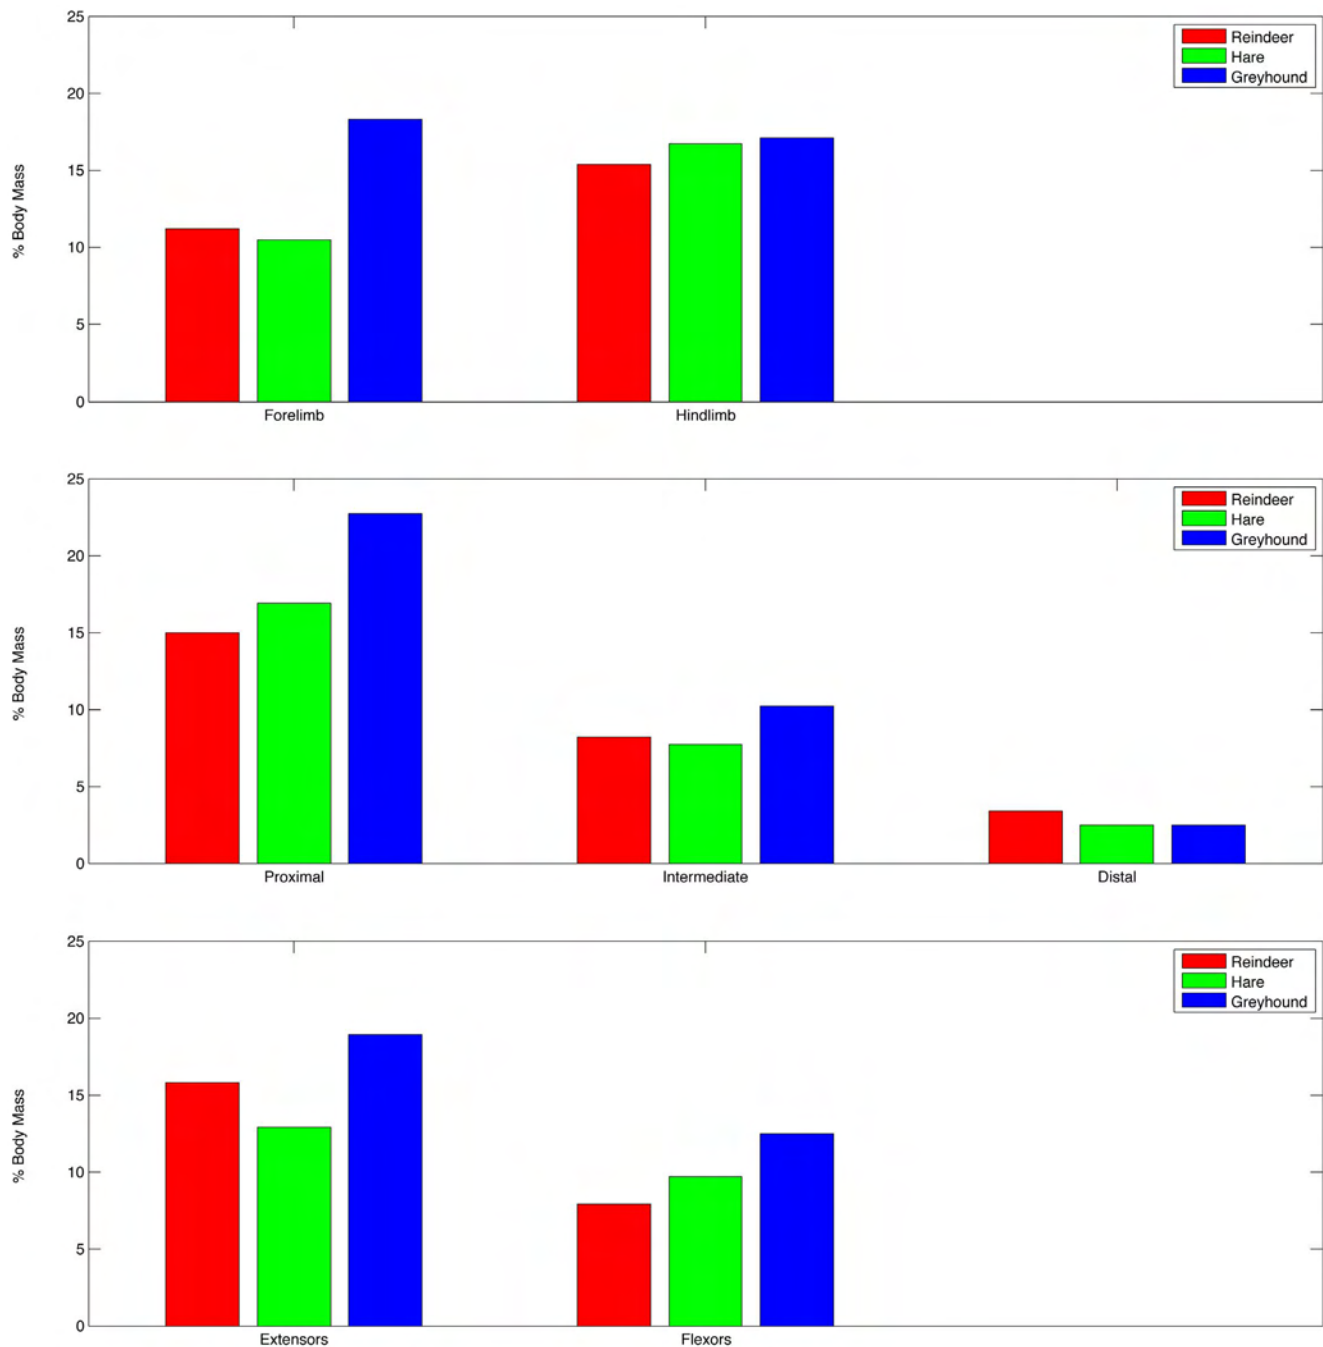 25
20
15
10
5
0
% Body Mass
Reindeer
Hare
Greyhound
Forelimb Hindlimb
25
20
15
10
5
0
% Body Mass
Reindeer
Hare
Greyhound
Proximal Intermediate Distal
25
20
15
10
5
0
% Body Mass
Reindeer
Hare
Greyhound
Extensors Flexors